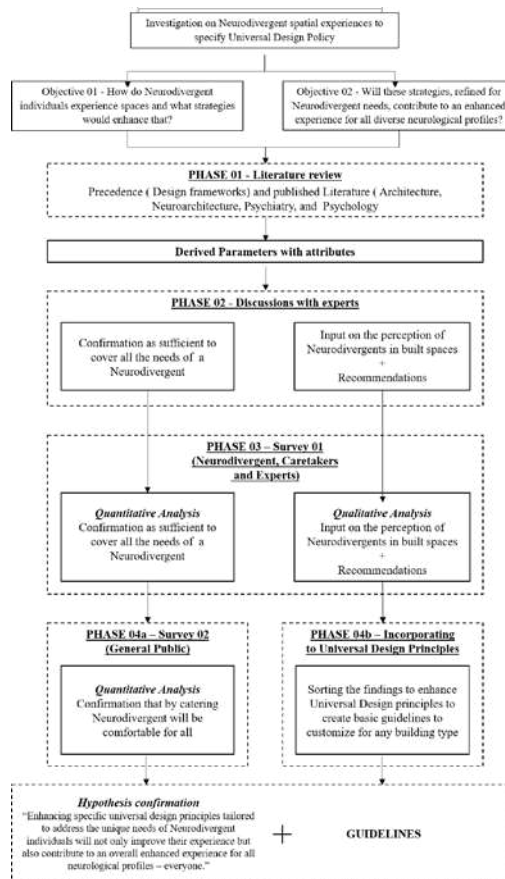 Investigation on Neurodivergent spatial experiences to
specify Universal Design Policy
Objective 01 - How do Neurodivergent
individuals experience spaces and what strategies
would enhance that?
Objective 02 - Will these strategies, refined for
Neurodivergent needs, contribute to an enhanced
experience for all diverse neurological profiles?
PHASE 01 - Literature review
Precedence ( Design frameworks) and published Literature ( Architecture,
Neuroarchitecture, Psychiatry, and Psychology
Derived Parameters with attributes
PHASE 02 - Discussions with experts
Confirmation as sufficient to
cover all the needs of a
Neurodivergent
Input on the perception of
Neurodivergents in built spaces
+
Recommendations
PHASE 03 – Survey 01
(Neurodivergent, Caretakers
and Experts)
Quantitative Analysis
Confirmation as sufficient to
cover all the needs of a
Neurodivergent
Qualitative Analysis
Input on the perception of
Neurodivergents in built spaces
+
Recommendations
PHASE 04a – Survey 02
(General Public)
Quantitative Analysis
Confirmation that by catering
Neurodivergent will be
comfortable for all
PHASE 04b – Incorporating
to Universal Design Principles
Sorting the findings to enhance
Universal Design principles to
create basic guidelines to
customize for any building type
Hypothesis confirmation
“Enhancing specific universal design principles tailored
to address the unique needs of Neurodivergent
individuals will not only improve their experience but
also contribute to an overall enhanced experience for all
neurological profiles – everyone.”
+
GUIDELINES